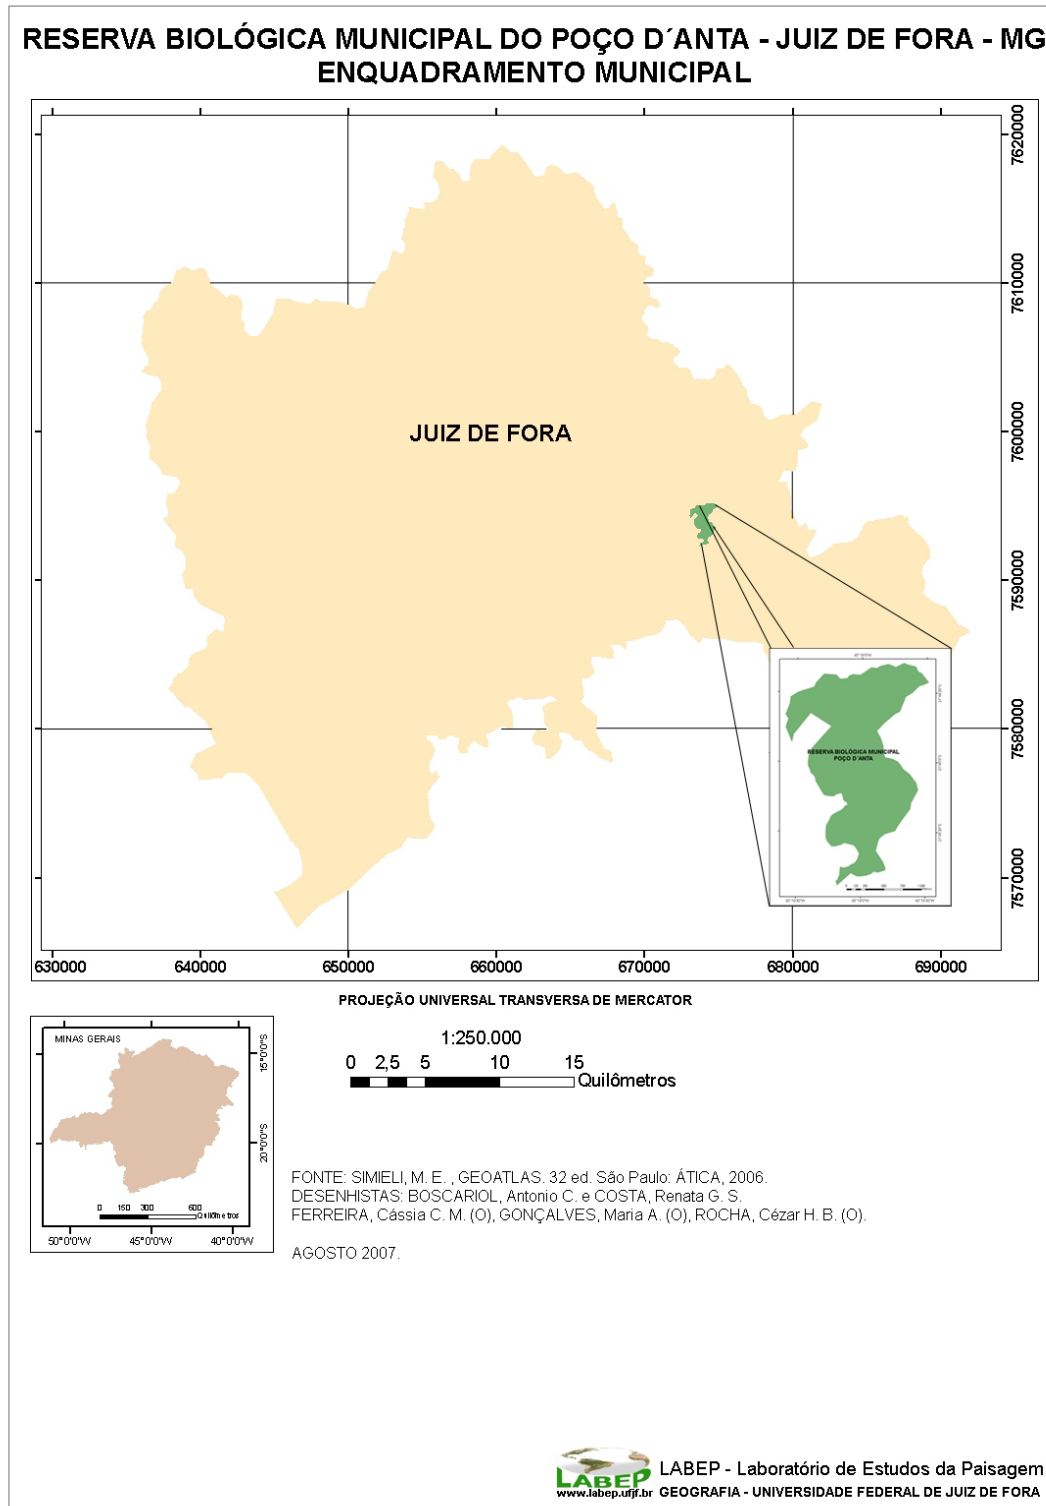 RESERVA BIOLÓGICA MUNICIPAL DO POÇO D´ANTA - JUIZ DE FORA - MG
ENQUADRAMENTO MUNICIPAL
7620000
7610000
7600000
7590000
7580000
7570000
JUIZ DE FORA
RESERVA BIOLÓGICA MUNICIPAL
POÇO D´ANTA
630000 640000 650000 660000 670000 680000 690000
PROJEÇÃO UNIVERSAL TRANSVERSA DE MERCATOR
MINAS GERAIS
15°0'0"S
20°0'0"S
0 150 300 600
Quilômetros
50°0'0"W 45°0'0"W 40°0'0"W
1:250.000
0 2,5 5 10 15
Quilômetros
FONTE: SIMIELI, M. E. , GEOATLAS. 32 ed. São Paulo: ÁTICA, 2006.
DESENHISTAS: BOSCARIOL, Antonio C. e COSTA, Renata G. S.
FERREIRA, Cássia C. M. (O), GONÇALVES, Maria A. (O), ROCHA, Cézar H. B. (O).
AGOSTO 2007.
LABEP
www.labep.ufjf.br
LABEP - Laboratório de Estudos da Paisagem
GEOGRAFIA - UNIVERSIDADE FEDERAL DE JUIZ DE FORA